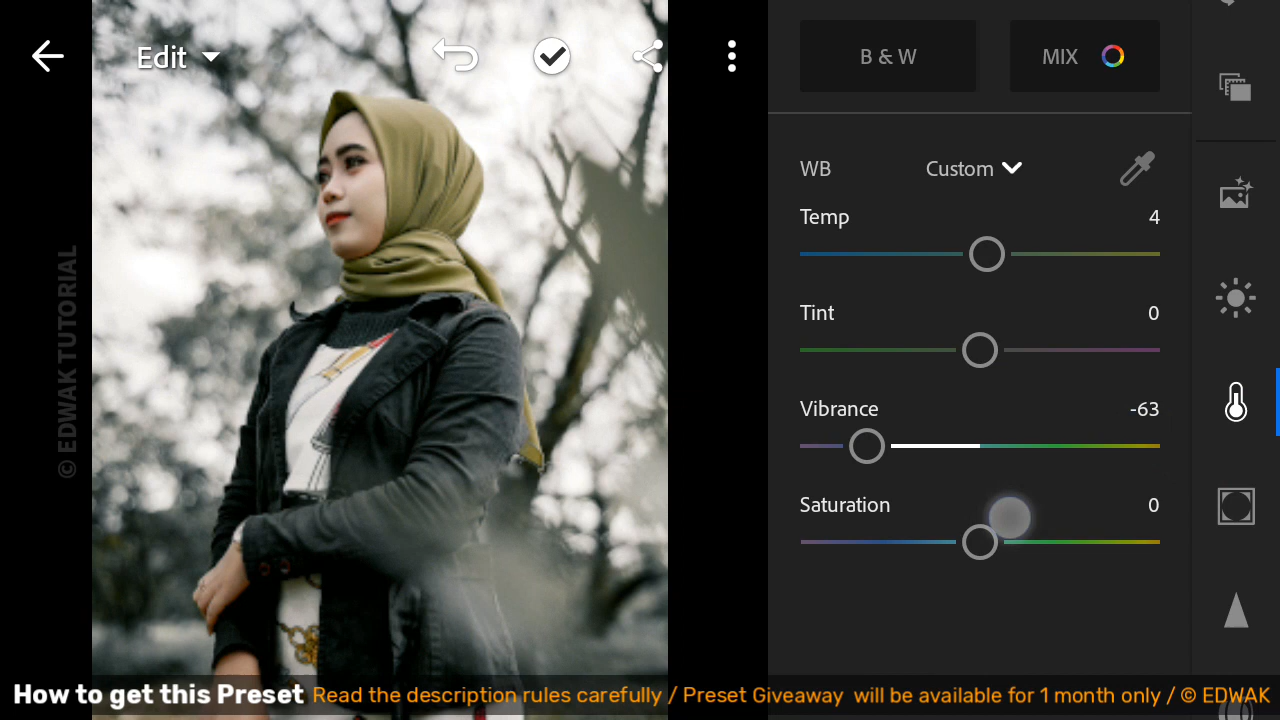 Edit
B & W
MIX
WB
Custom
Temp
4
Tint
0
Vibrance
-63
Saturation
0
© EDWAK TUTORIAL
How to get this Preset Read the description rules carefully / Preset Giveaway will be available for 1 month only / © EDWAK